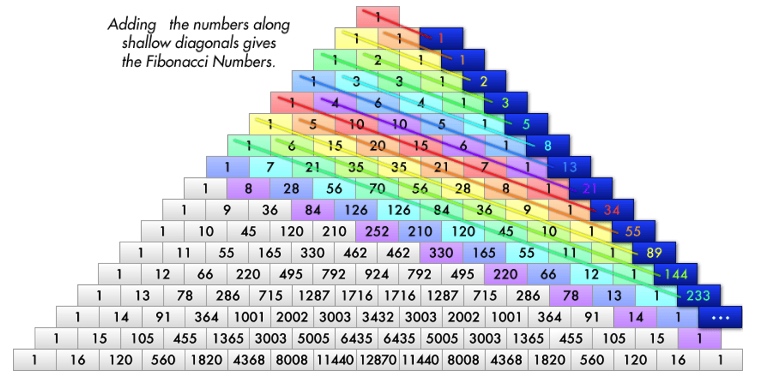 Adding the numbers along
shallow diagonals gives
the Fibonacci Numbers.
1
1 1 1
1 2 1 1
1 3 3 1 2
1 4 6 4 1 3
1 5 10 10 5 1 5
1 6 15 20 15 6 1 8
1 7 21 35 35 21 7 1 13
1 8 28 56 70 56 28 8 1 21
1 9 36 84 126 126 84 36 9 1 34
1 10 45 120 210 252 210 120 45 10 1 55
1 11 55 165 330 462 462 330 165 55 11 1 89
1 12 66 220 495 792 924 792 495 220 66 12 1 144
1 13 78 286 715 1287 1716 1716 1287 715 286 78 13 1 233
1 14 91 364 1001 2002 3003 3432 3003 2002 1001 364 91 14 1 ...
1 15 105 455 1365 3003 5005 6435 6435 5005 3003 1365 455 105 15 1
1 16 120 560 1820 4368 8008 11440 12870 11440 8008 4368 1820 560 120 16 1